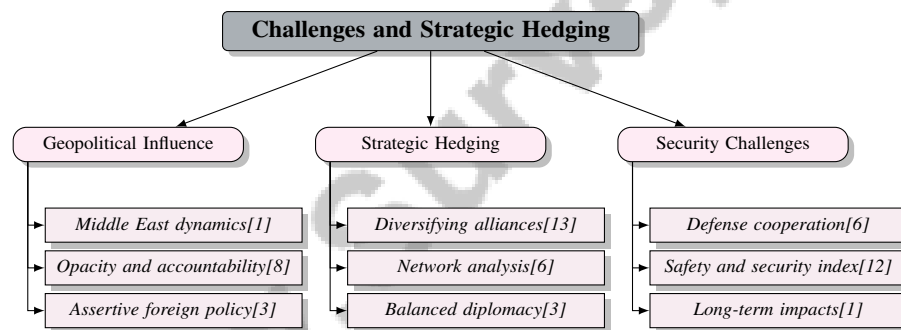 Challenges and Strategic Hedging
Geopolitical Influence
Middle East dynamics[1]
Opacity and accountability[8]
Assertive foreign policy[3]
Strategic Hedging
Diversifying alliances[13]
Network analysis[6]
Balanced diplomacy[3]
Security Challenges
Defense cooperation[6]
Safety and security index[12]
Long-term impacts[1]
Survey